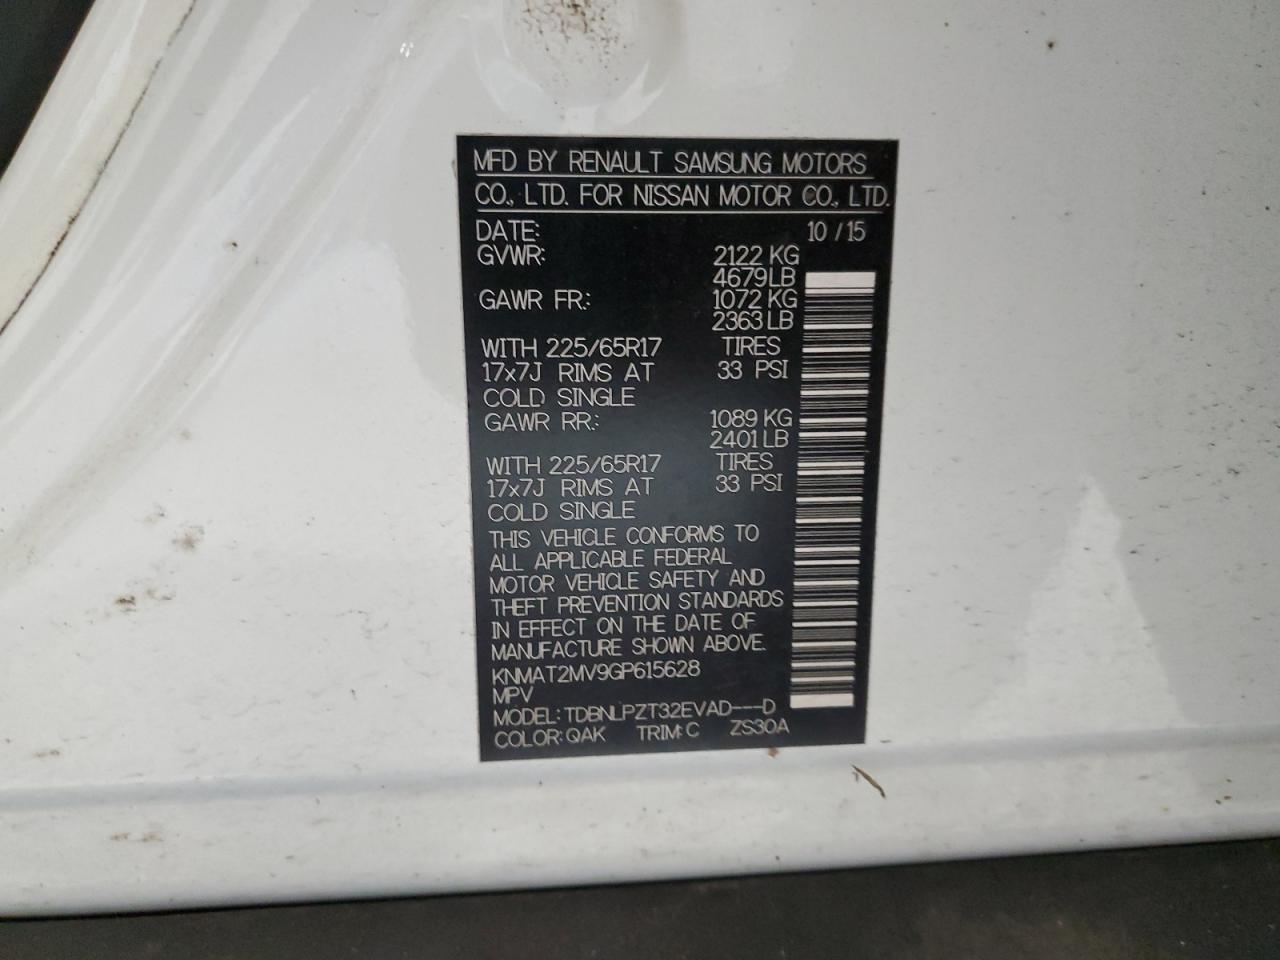 MFD BY RENAULT SAMSUNG MOTORS
CO., LTD. FOR NISSAN MOTOR CO., LTD.
DATE: 10 / 15
GVWR: 2122 KG
4679LB
GAWR FR.: 1072 KG
2363LB
WITH 225/65R17 TIRES
17x7J RIMS AT 33 PSI
COLD SINGLE
GAWR RR.: 1089 KG
2401LB
WITH 225/65R17 TIRES
17x7J RIMS AT 33 PSI
COLD SINGLE
THIS VEHICLE CONFORMS TO
ALL APPLICABLE FEDERAL
MOTOR VEHICLE SAFETY AND
THEFT PREVENTION STANDARDS
IN EFFECT ON THE DATE OF
MANUFACTURE SHOWN ABOVE.
KNMAT2MV9GP615628
MPV
MODEL: TDBNLPZT32EVAD---D
COLOR: QAK TRIM: C ZS30A